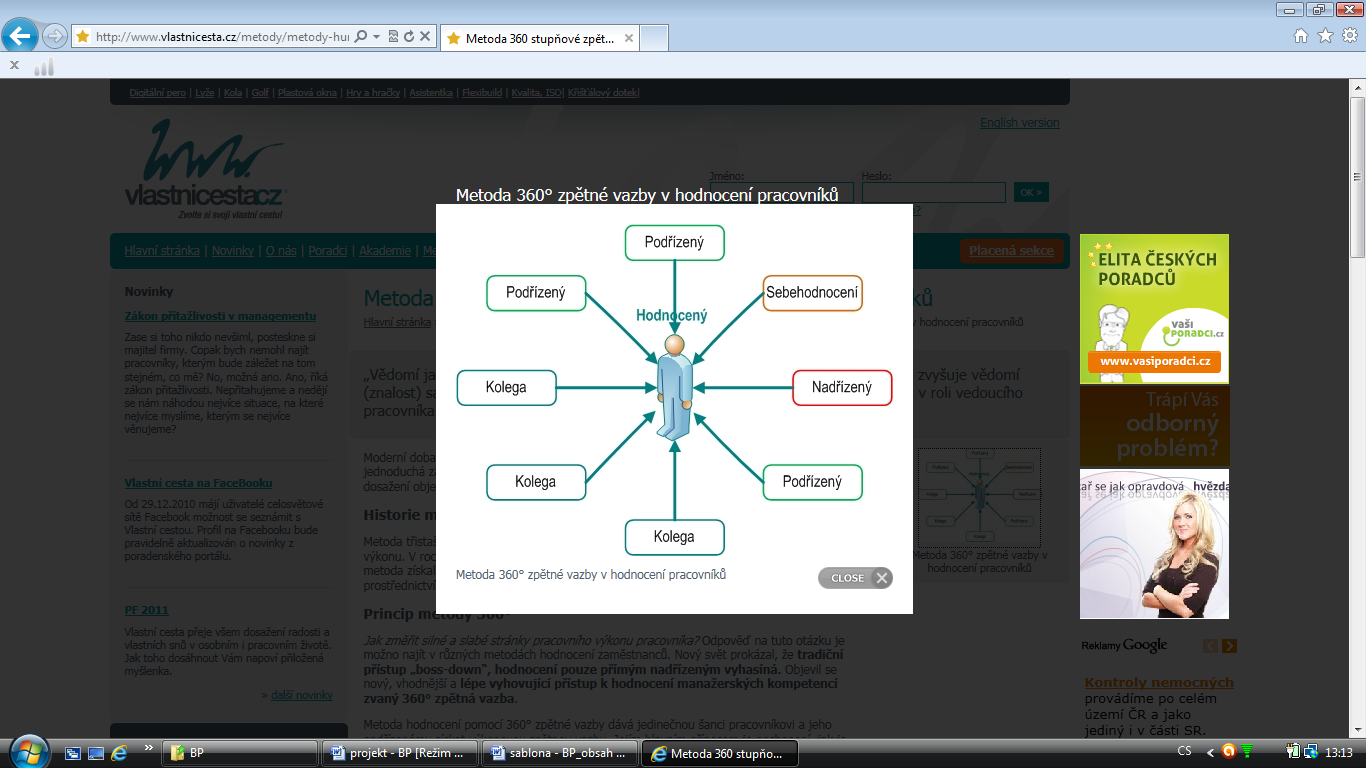 http://www.vlastnicesta.cz/metody/metody-hu
Metoda 360 stupňové zpět...
Digitální pero | Lyže | Kola | Golf | Plastová okna | Hry a hračky | Asistentka | Flexibuild | Kvalita, ISO| Křišťálový dotek|
English version
vlastnicestacz
Zvolte si svoji vlastní cestu!
Jméno:
Heslo:
OK >
Metoda 360° zpětné vazby v hodnocení pracovníků
Hlavní stránka | Novinky | O nás | Poradci | Akademie |
Placená sekce
Podřízený
Podřízený
Sebehodnocení
Hodnocený
Kolega
Nadřízený
Kolega
Podřízený
Kolega
Metoda 360° zpětné vazby v hodnocení pracovníků
CLOSE
Novinky
Zákon přitažlivosti v managementu
Zase si toho nikdo nevšiml, posteskne si
majitel firmy. Copak bych nemohl najít
pracovníky, kterým bude záležet na tom
stejném, co mě? No, možná ano. Ano, říká
zákon přitažlivosti. Nepřitahujeme a nedějí
se nám náhodou nejvíce situace, na které
nejvíce myslíme, kterým se nejvíce
věnujeme?
Vlastní cesta na FaceBooku
Od 29.12.2010 májí uživatelé celosvětové
sítě Facebook možnost se seznámit s
Vlastní cestou. Profil na Facebooku bude
pravidelně aktualizován o novinky z
poradenského portálu.
PF 2011
Vlastní cesta přeje všem dosažení radosti a
vlastních snů v osobním i pracovním životě.
Jak toho dosáhnout Vám napoví přiložená
myšlenka.
» další novinky
Metoda
Hlavní stránka
v hodnocení pracovníků
„Vědomí
zvyšuje vědomí
(znalost)
v roli vedoucího
pracovníka
Moderní doba
jednoduchá
dosažení
Historie
Metoda
výkonu. V
metoda
Metoda 360° zpětné vazby v
hodnocení pracovníků
Princip metody 360°
Jak změřit silné a slabé stránky pracovního výkonu pracovníka? Odpověď na tuto otázku je
možno najít v různých metodách hodnocení zaměstnanců. Nový svět prokázal, že tradiční
přístup „boss-down", hodnocení pouze přímým nadřízeným vyhasíná. Objevil se
nový, vhodnější a lépe vyhovující přístup k hodnocení manažerských kompetencí
zvaný 360° zpětná vazba.
Metoda hodnocení pomocí 360° zpětné vazby dává jedinečnou šanci pracovníkovi a jeho
ELITA ČESKÝCH
PORADCŮ
vaši
PORADCI.cz
www.vasiporadci.cz
Trápí Vás
odborný
problém?
ař se jak opravdová hvězda
Reklamy Google
Kontroly nemocných
provádíme po celém
území ČR a jako
jediný i v části SR.
BP
projekt - BP [Režim ...
sablona - BP_obsah ...
Metoda 360 stupňo...
CS
13:13